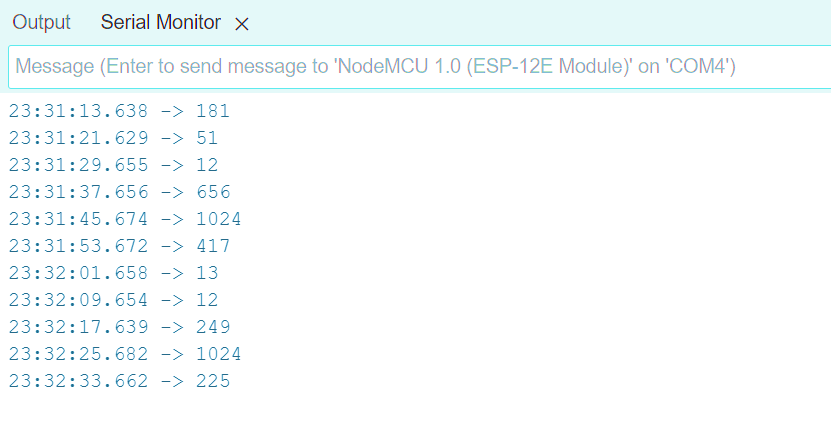 Output Serial Monitor ×
Message (Enter to send message to 'NodeMCU 1.0 (ESP-12E Module)' on 'COM4')
23:31:13.638 -> 181
23:31:21.629 -> 51
23:31:29.655 -> 12
23:31:37.656 -> 656
23:31:45.674 -> 1024
23:31:53.672 -> 417
23:32:01.658 -> 13
23:32:09.654 -> 12
23:32:17.639 -> 249
23:32:25.682 -> 1024
23:32:33.662 -> 225